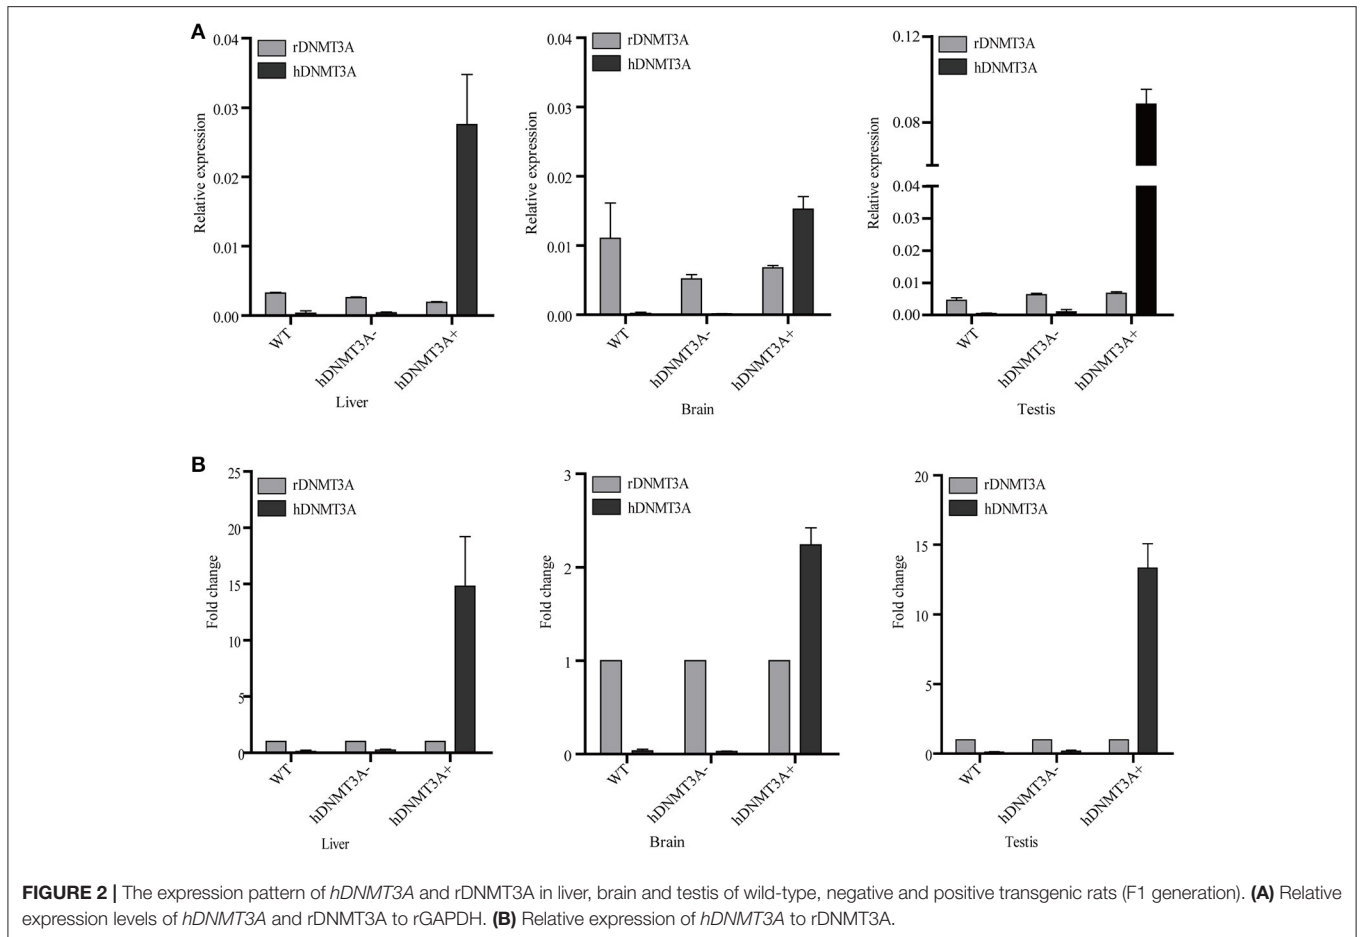 A
0.04
0.03
0.02
0.01
0.00
Relative expression
rDNMT3A
hDNMT3A
WT
hDNMT3A-
hDNMT3A+
Liver
0.04
0.03
0.02
0.01
0.00
Relative expression
rDNMT3A
hDNMT3A
WT
hDNMT3A-
hDNMT3A+
Brain
0.12
0.08
0.04
0.03
0.02
0.01
0.00
Relative expression
rDNMT3A
hDNMT3A
WT
hDNMT3A-
hDNMT3A+
Testis
B
25
20
15
10
5
0
Fold change
rDNMT3A
hDNMT3A
WT
hDNMT3A-
hDNMT3A+
Liver
3
2
1
0
Fold change
rDNMT3A
hDNMT3A
WT
hDNMT3A-
hDNMT3A+
Brain
20
15
10
5
0
Fold change
rDNMT3A
hDNMT3A
WT
hDNMT3A-
hDNMT3A+
Testis
FIGURE 2 | The expression pattern of hDNMT3A and rDNMT3A in liver, brain and testis of wild-type, negative and positive transgenic rats (F1 generation). (A) Relative
expression levels of hDNMT3A and rDNMT3A to rGAPDH. (B) Relative expression of hDNMT3A to rDNMT3A.